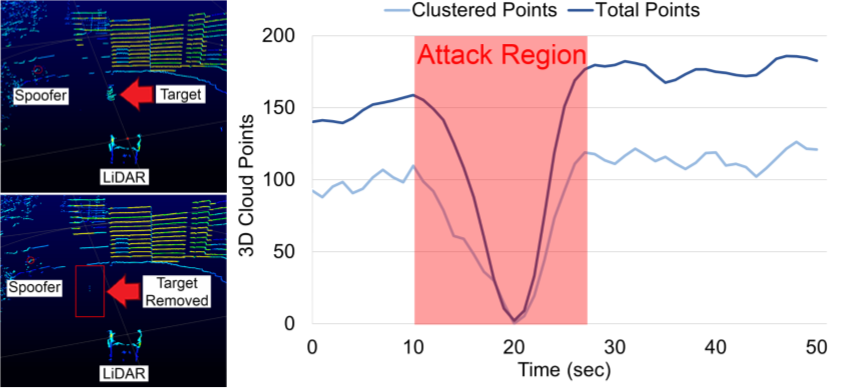 Spoofer
Target
LiDAR
Spoofer
Target
Removed
LiDAR
Clustered Points
Total Points
Attack Region
3D Cloud Points
200
150
100
50
0
0 10 20 30 40 50
Time (sec)